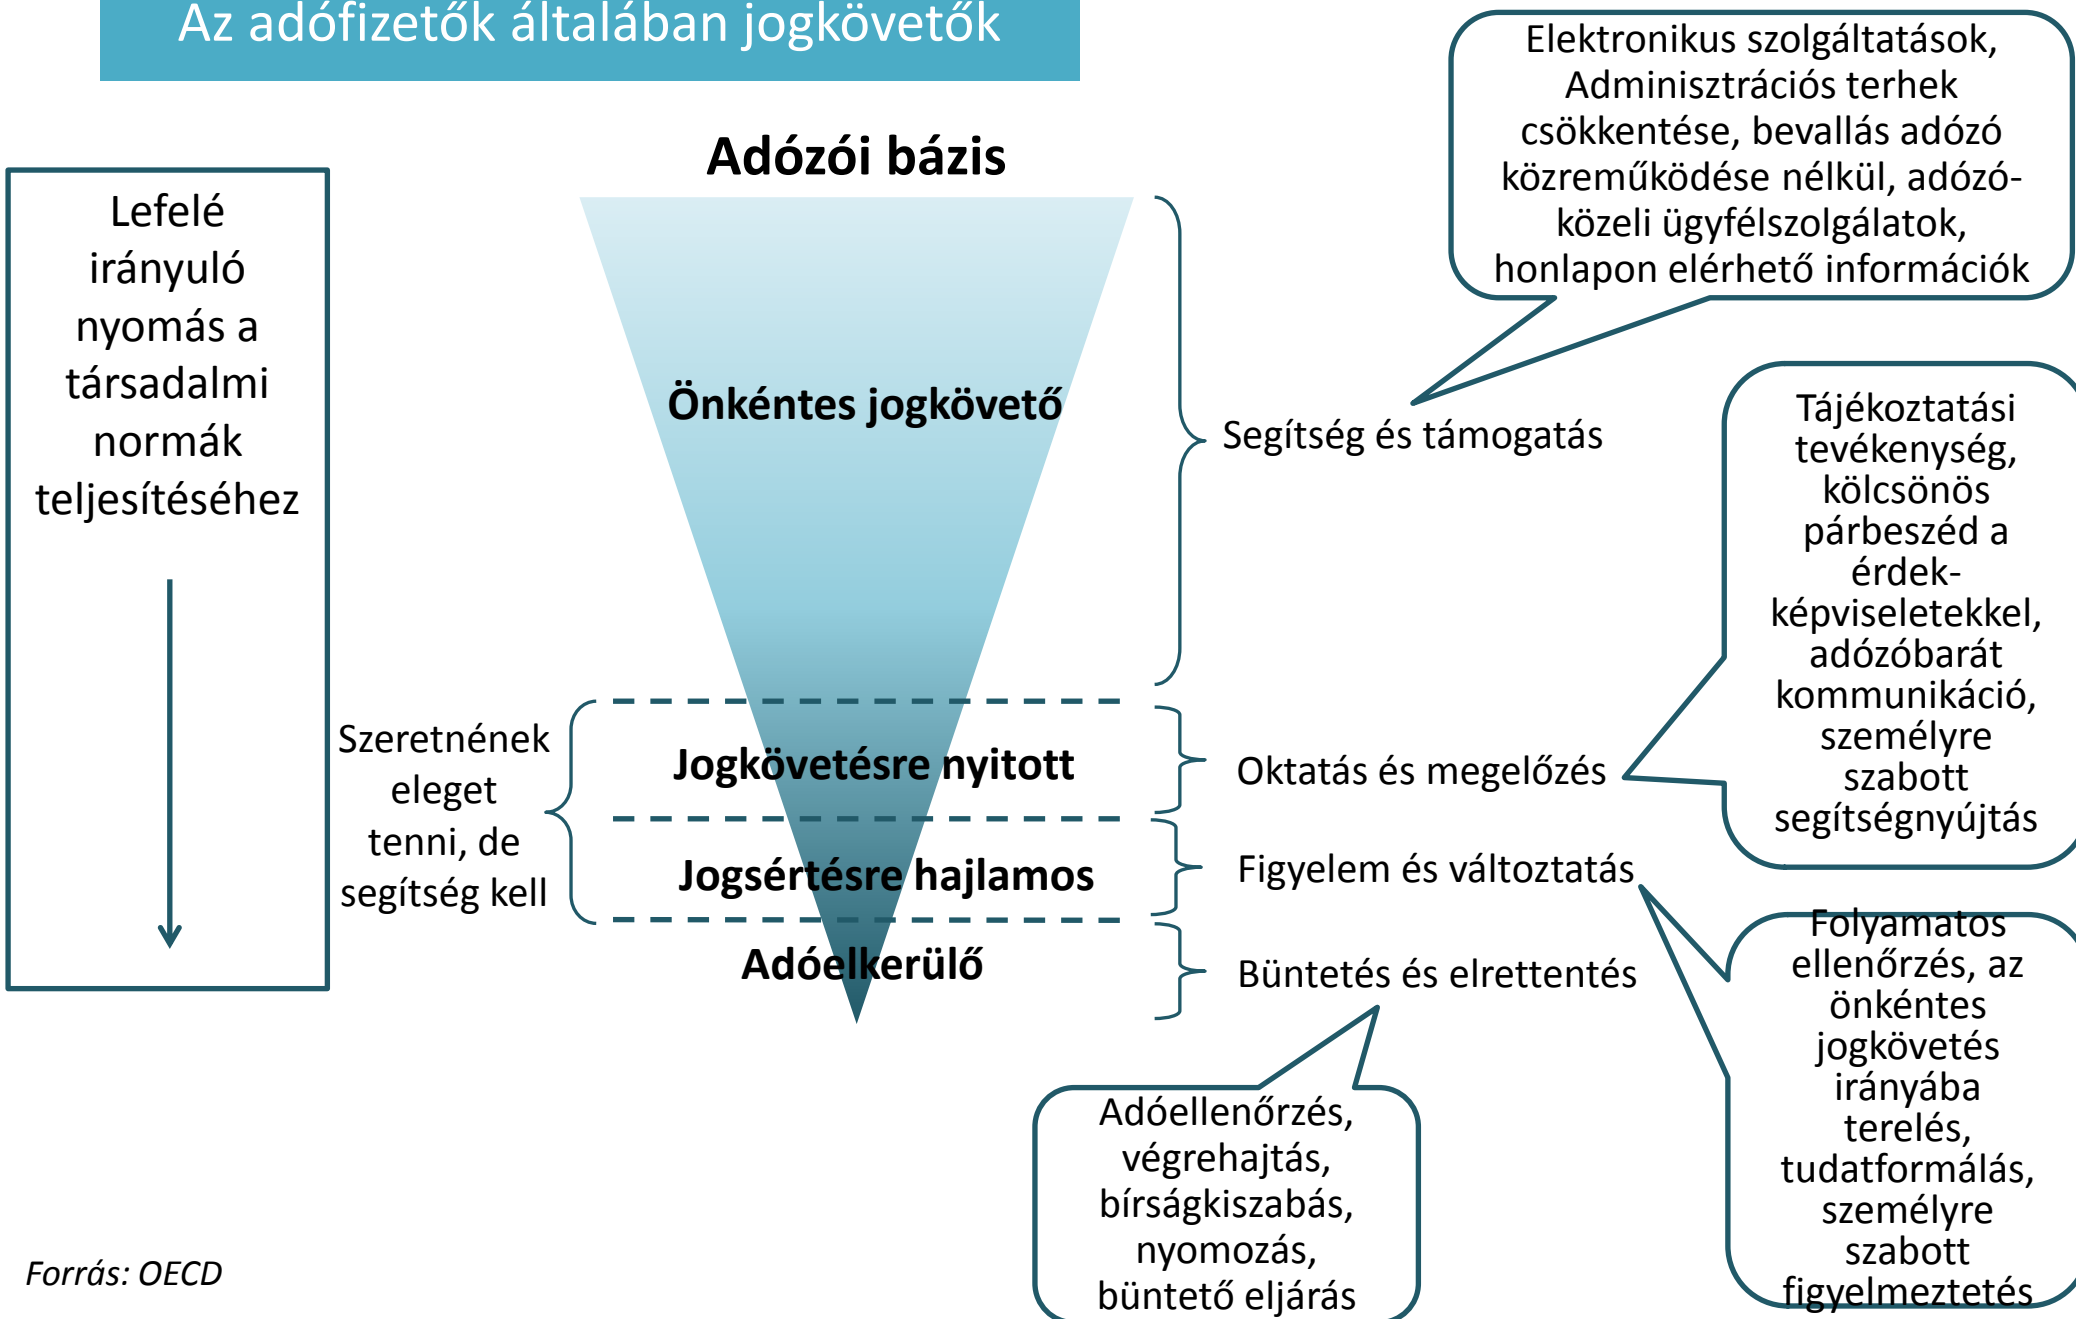 Az adófizetők általában jogkövetők
Elektronikus szolgáltatások,
Adminisztrációs terhek
csökkentése, bevallás adózó
közreműködése nélkül, adózó-
közeli ügyfélszolgálatok,
honlapon elérhető információk
Adózói bázis
Lefelé
irányuló
nyomás a
társadalmi
normák
teljesítéséhez
Önkéntes jogkövető
Segítség és támogatás
Tájékoztatási
tevékenység,
kölcsönös
párbeszéd a
érdek-
képviseletekkel,
adózóbarát
kommunikáció,
személyre
szabott
segítségnyújtás
Szeretnének
eleget
tenni, de
segítség kell
Jogkövetésre nyitott
Oktatás és megelőzés
Jogsértésre hajlamos
Figyelem és változtatás
Adóelkerülő
Büntetés és elrettentés
Folyamatos
ellenőrzés, az
önkéntes
jogkövetés
irányába
terelés,
tudatformálás,
személyre
szabott
figyelmeztetés
Adóellenőrzés,
végrehajtás,
bírságkiszabás,
nyomozás,
büntető eljárás
Forrás: OECD